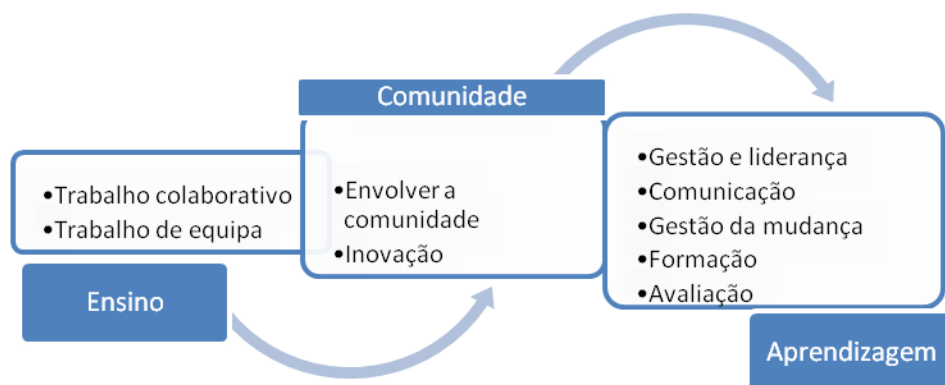 •Trabalho colaborativo
•Trabalho de equipa
Ensino
Comunidade
•Envolver a
comunidade
•Inovação
•Gestão e liderança
•Comunicação
•Gestão da mudança
•Formação
•Avaliação
Aprendizagem